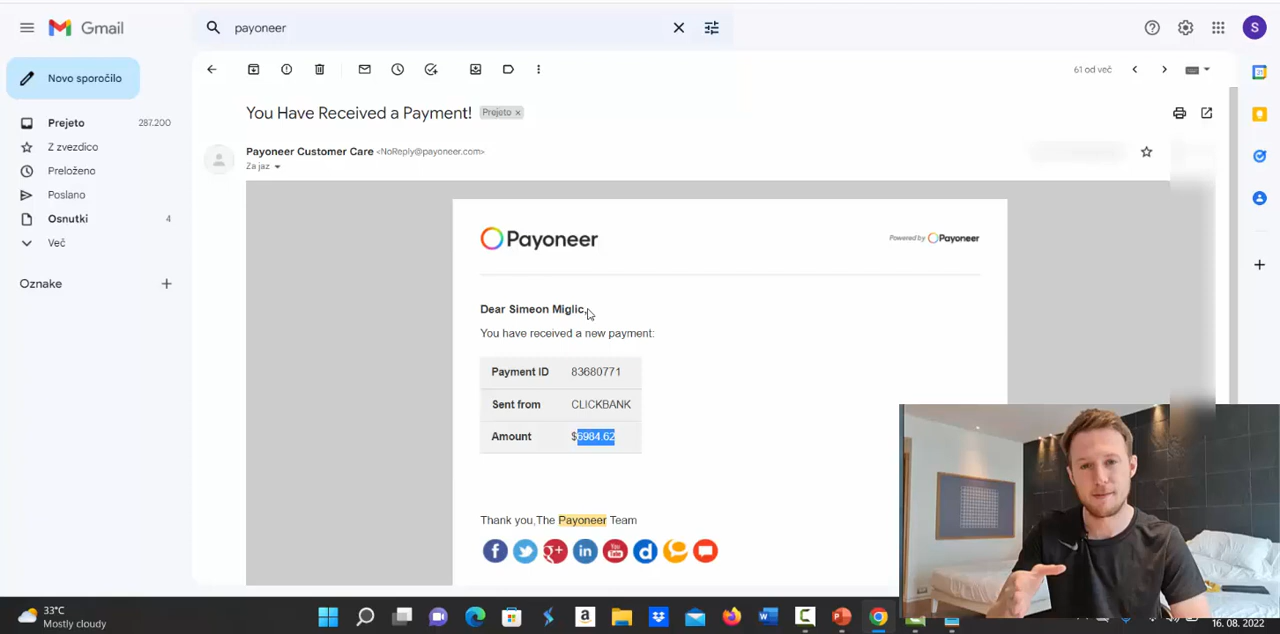 Gmail
payoneer
S
Novo sporočilo
61 od več
You Have Received a Payment!
Prejeto ×
Prejeto 287.200
Payoneer Customer Care <NoReply@payoneer.com>
Z zvezdico
Za jaz
Preloženo
Poslano
Osnutki 4
Payoneer
Powered by Payoneer
Več
Oznake
Dear Simeon Miglic,
You have received a new payment:
Payment ID 83680771
Sent from CLICKBANK
Amount $6984.62
Thank you,The Payoneer Team
33°C
Mostly cloudy
16. 08. 2022